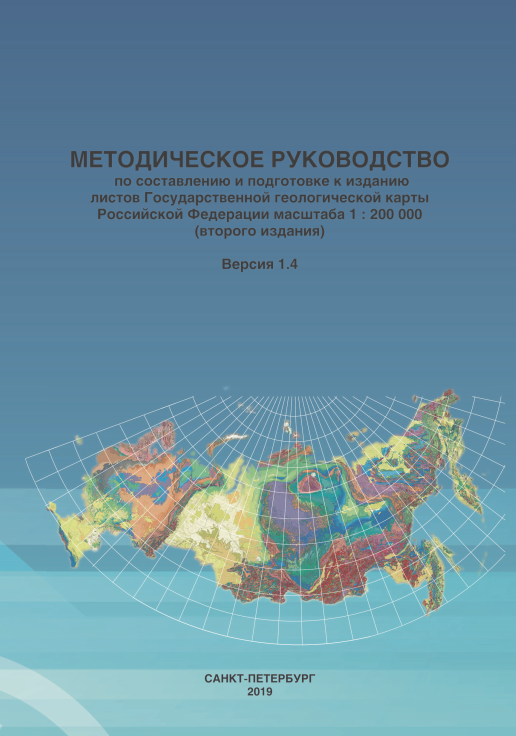 МЕТОДИЧЕСКОЕ РУКОВОДСТВО
по составлению и подготовке к изданию
листов Государственной геологической карты
Российской Федерации масштаба 1 : 200 000
(второго издания)
Версия 1.4
САНКТ-ПЕТЕРБУРГ
2019